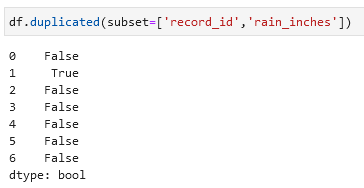 df.duplicated(subset=['record_id','rain_inches'])
0    False
1     True
2    False
3    False
4    False
5    False
6    False
dtype: bool